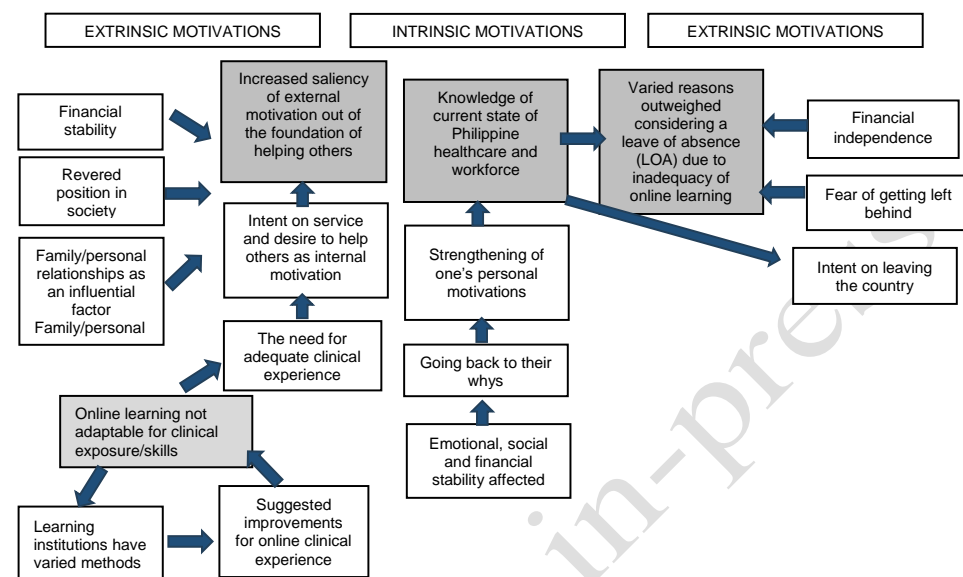 EXTRINSIC MOTIVATIONS
INTRINSIC MOTIVATIONS
EXTRINSIC MOTIVATIONS
Financial
stability
Revered
position in
society
Family/personal
relationships as
an influential
factor
Family/personal
Increased saliency
of external
motivation out of
the foundation of
helping others
Intent on service
and desire to help
others as internal
motivation
The need for
adequate clinical
experience
Online learning not
adaptable for clinical
exposure/skills
Learning
institutions have
varied methods
Suggested
improvements
for online clinical
experience
Knowledge of
current state of
Philippine
healthcare and
workforce
Strengthening of
one's personal
motivations
Going back to their
whys
Emotional, social
and financial
stability affected
Varied reasons
outweighed
considering a
leave of absence
(LOA) due to
inadequacy of
online learning
Financial
independence
Fear of getting left
behind
Intent on leaving
the country
in-press